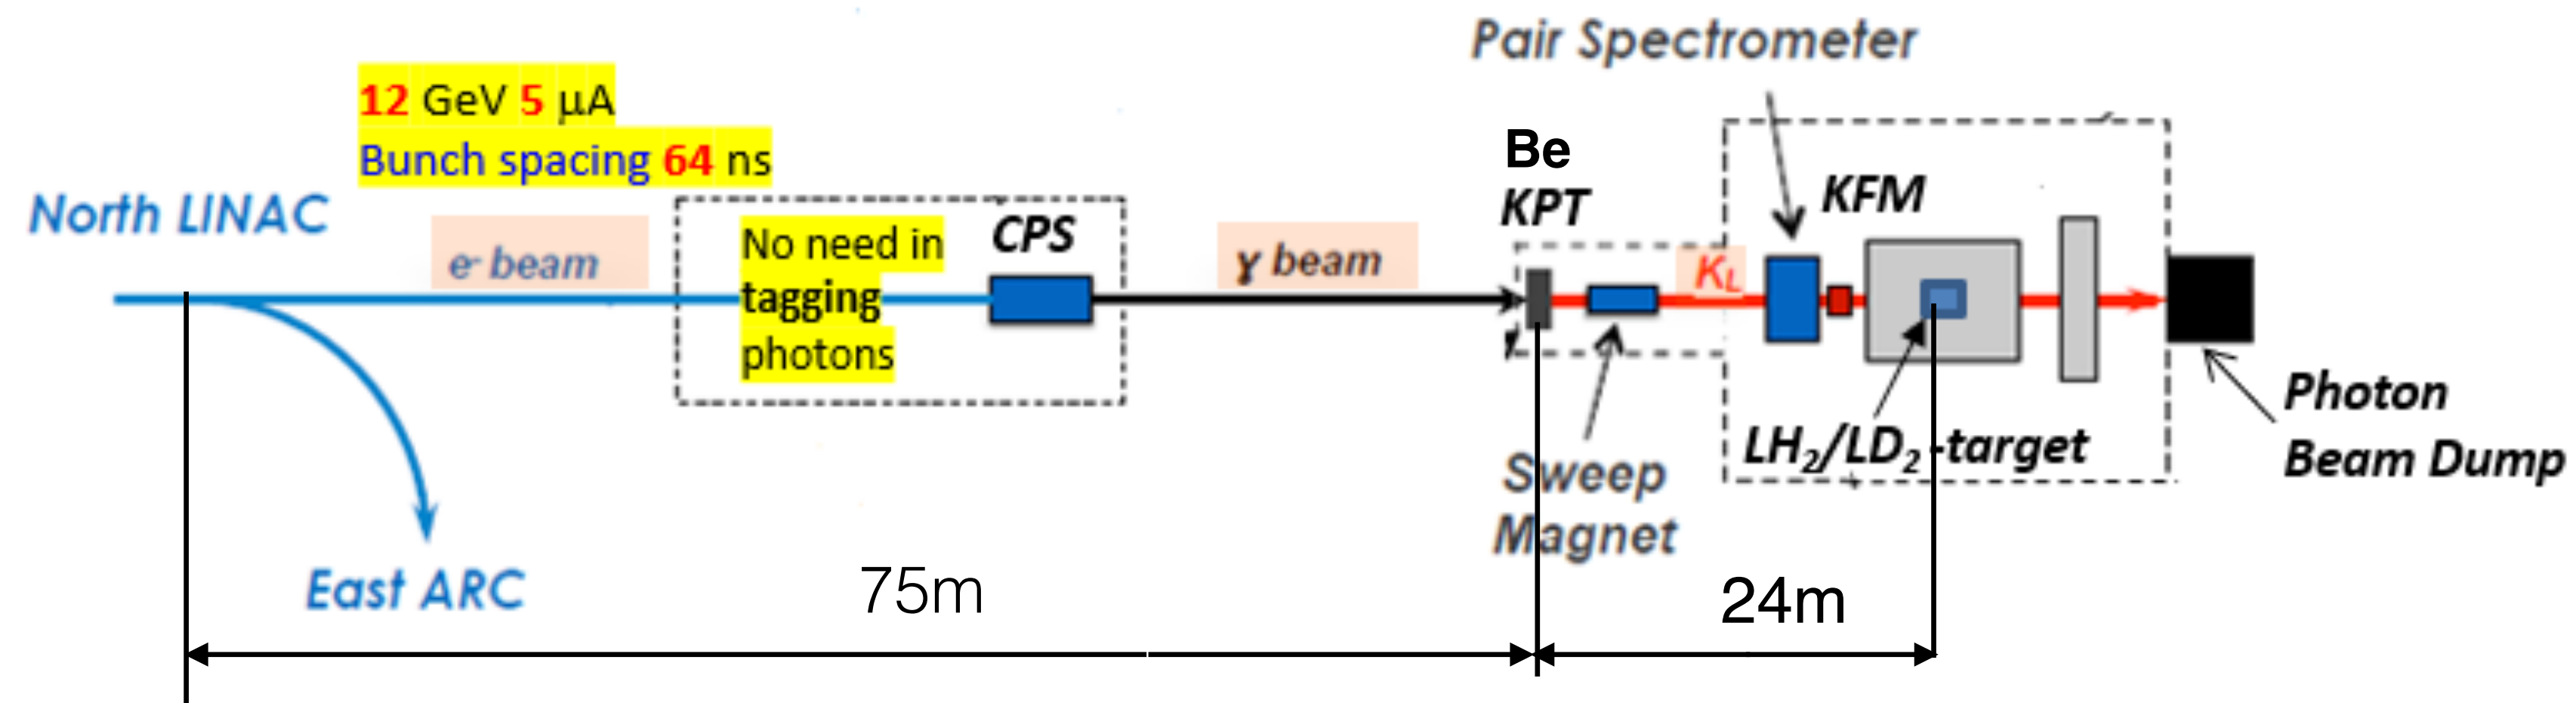 Pair Spectrometer
12 GeV 5 µA
Bunch spacing 64 ns
North LINAC
e- beam
No need in
tagging
photons
CPS
γ beam
Be
KPT
KL
KFM
LH2/LD2-target
Sweep
Magnet
Photon
Beam Dump
East ARC
75m
24m